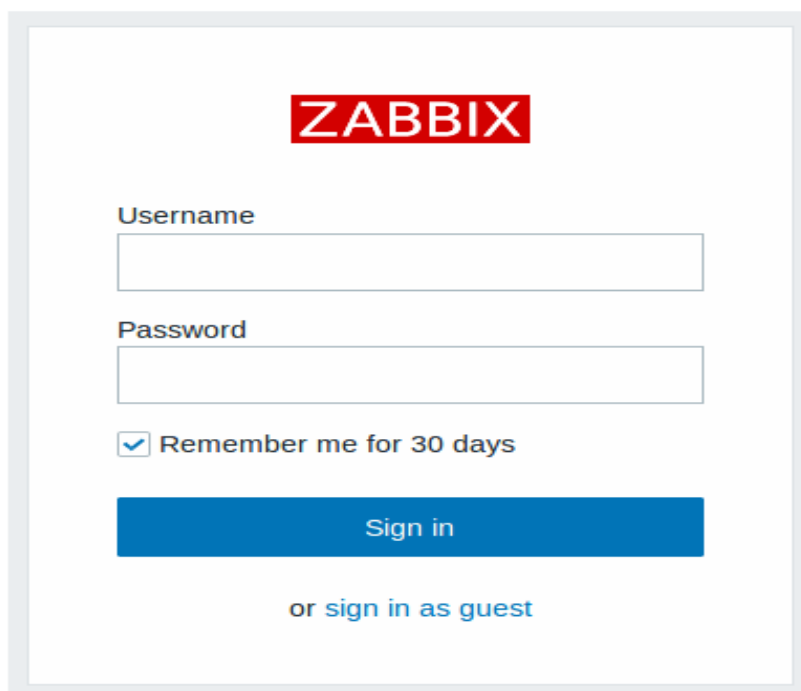 ZABBIX
Username
Password
Remember me for 30 days
Sign in
or sign in as guest